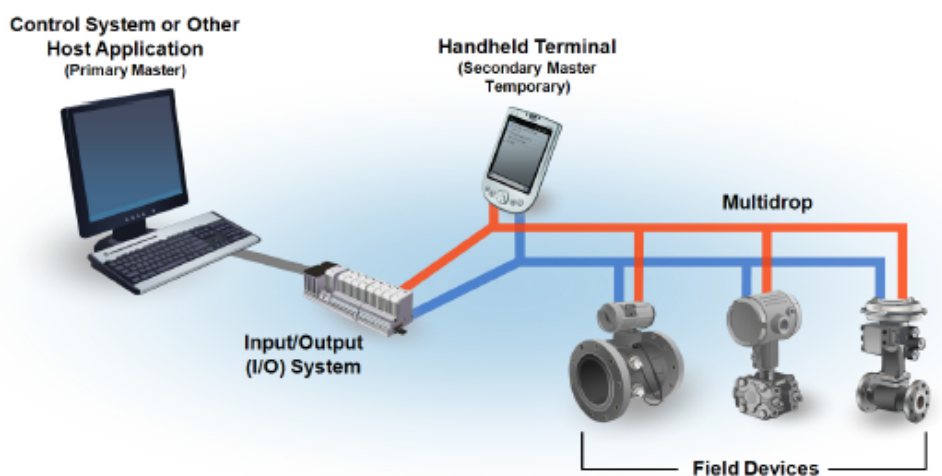 Control System or Other
Host Application
(Primary Master)
Handheld Terminal
(Secondary Master
Temporary)
Multidrop
Input/Output
(I/O) System
Field Devices